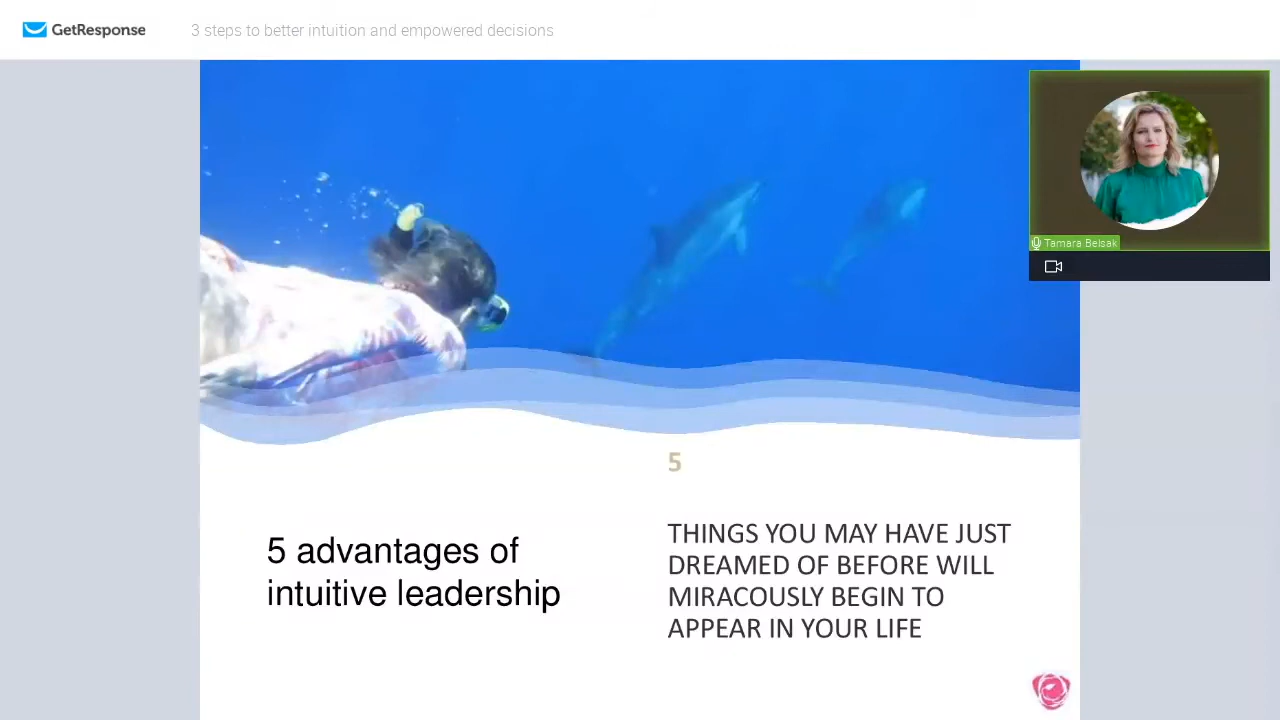 GetResponse
3 steps to better intuition and empowered decisions
Tamara Belsak
5
5 advantages of
intuitive leadership
THINGS YOU MAY HAVE JUST
DREAMED OF BEFORE WILL
MIRACOUSLY BEGIN TO
APPEAR IN YOUR LIFE